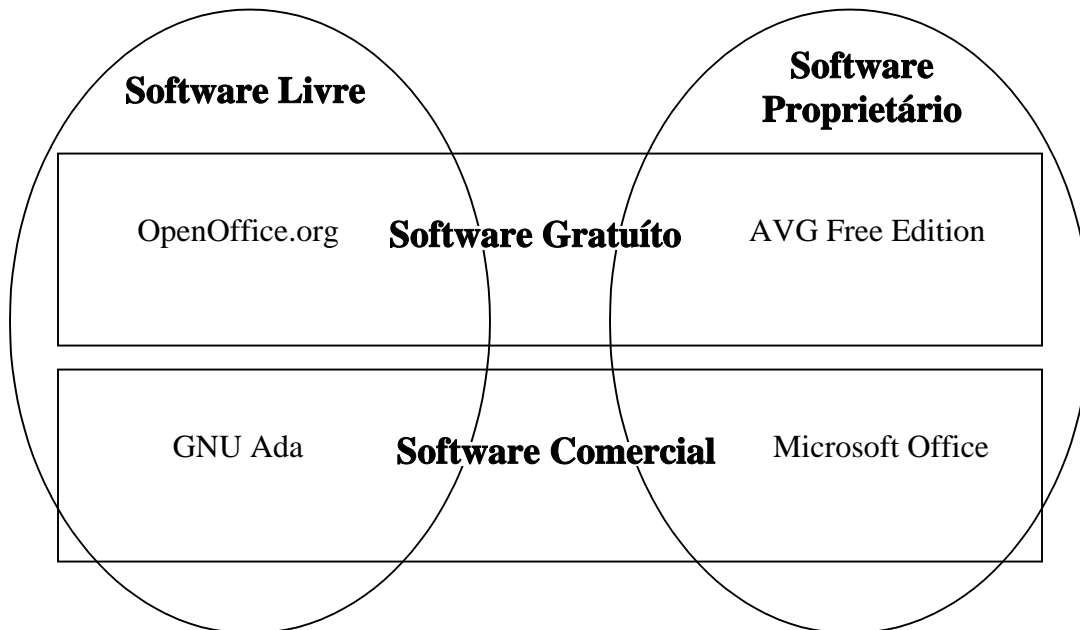 Software Livre
Software
Proprietário
OpenOffice.org
Software Gratuíto
AVG Free Edition
GNU Ada
Software Comercial
Microsoft Office